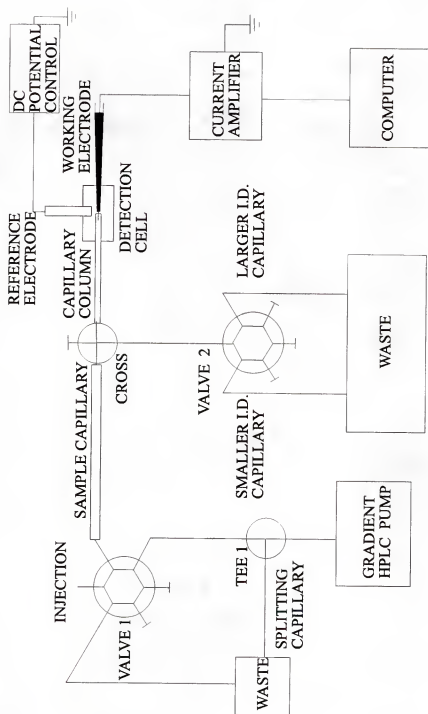 REFERENCE
ELECTRODE
DC
POTENTIAL
CONTROL
CAPILLARY
COLUMN
WORKING
ELECTRODE
SAMPLE CAPILLARY
INJECTION
CROSS
DETECTION
CELL
VALVE 1
VALVE 2
CURRENT
AMPLIFIER
SMALLER I.D.
CAPILLARY
LARGER I.D.
CAPILLARY
TEE 1
SPLITTING
CAPILLARY
WASTE
GRADIENT
HPLC PUMP
WASTE
COMPUTER